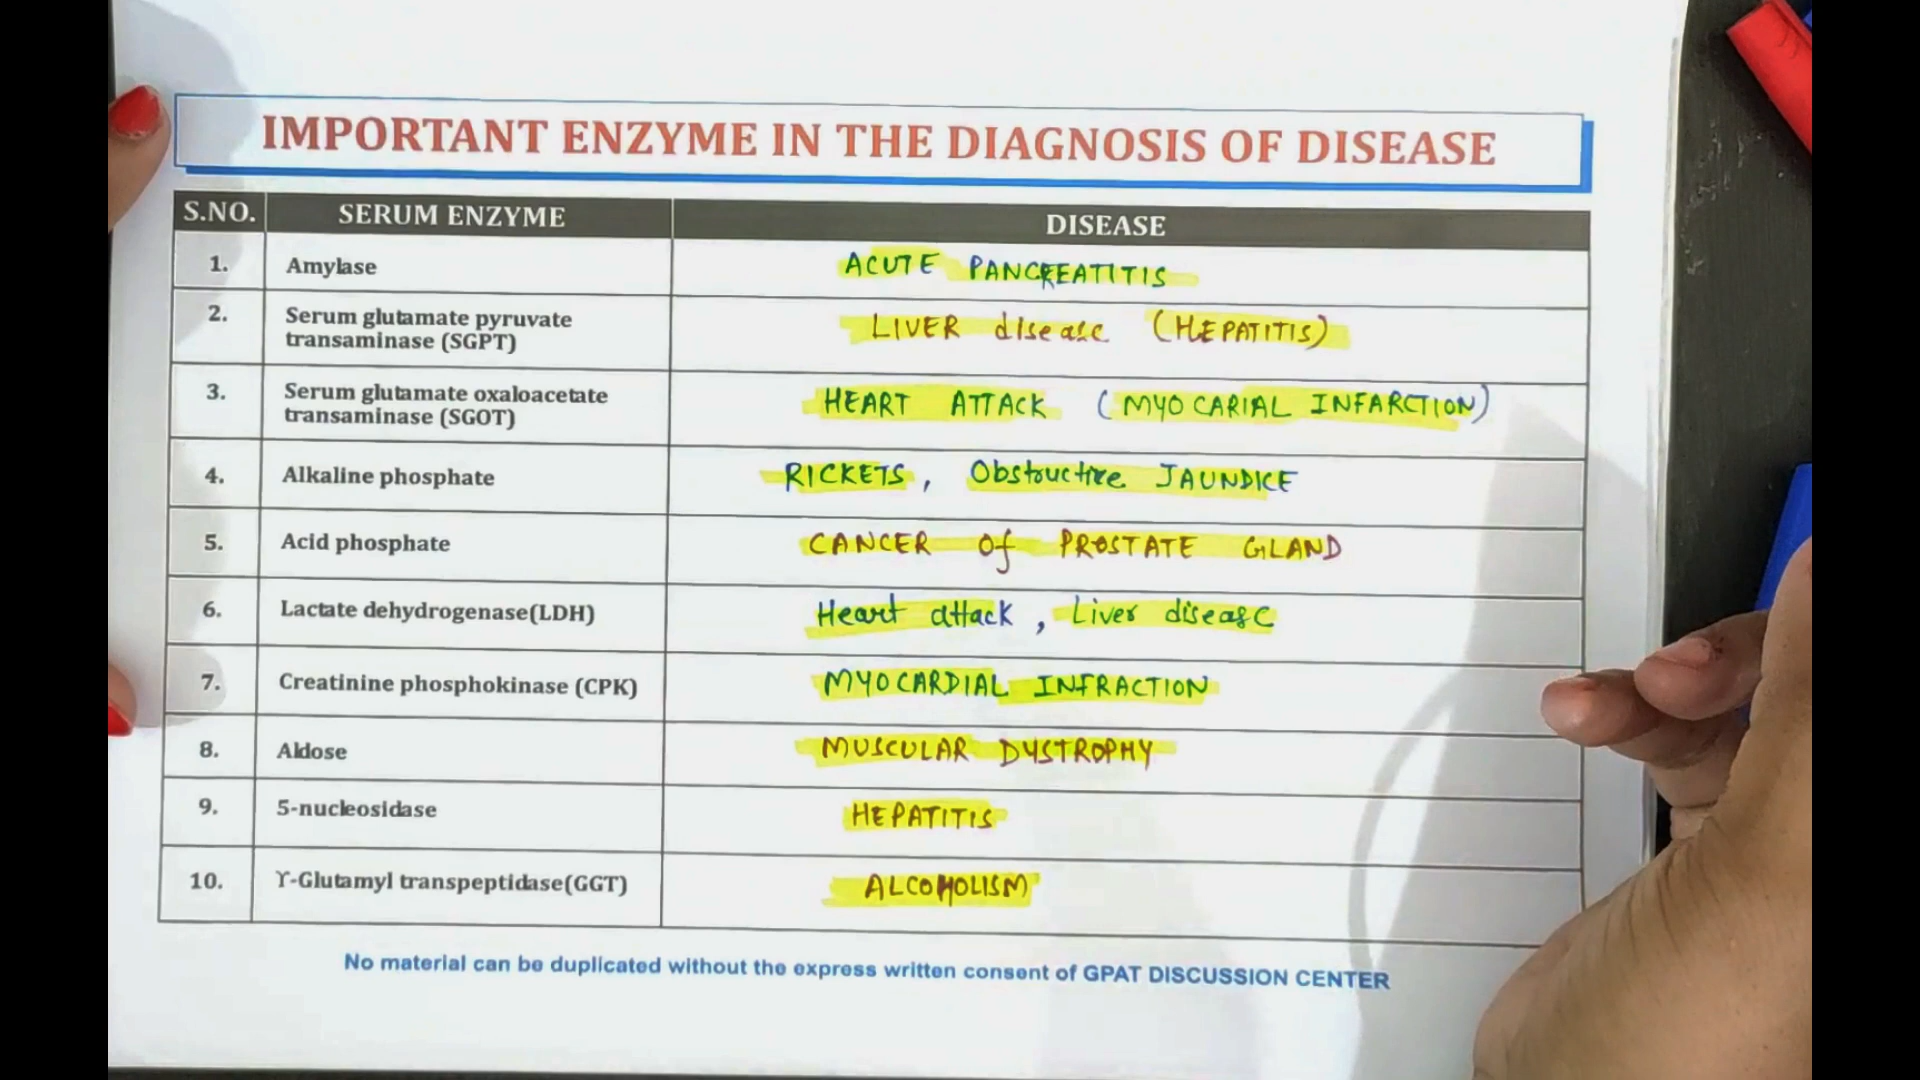 IMPORTANT ENZYME IN THE DIAGNOSIS OF DISEASE
S.NO. SERUM ENZYME DISEASE
1. Amylase ACUTE PANCREATITIS
2. Serum glutamate pyruvate
transaminase (SGPT) LIVER disease (HEPATITIS)
3. Serum glutamate oxaloacetate
transaminase (SGOT) HEART ATTACK (MYOCARIAL INFARCTION)
4. Alkaline phosphate RICKETS, Obstructive JAUNDICE
5. Acid phosphate CANCER of PROSTATE GLAND
6. Lactate dehydrogenase(LDH) Heart attack, Liver disease
7. Creatinine phosphokinase (CPK) MYOCARDIAL INFRACTION
8. Aldose MUSCULAR DYSTROPHY
9. 5-nucleosidase HEPATITIS
10. ϒ-Glutamyl transpeptidase(GGT) ALCOHOLISM
No material can be duplicated without the express written consent of GPAT DISCUSSION CENTER